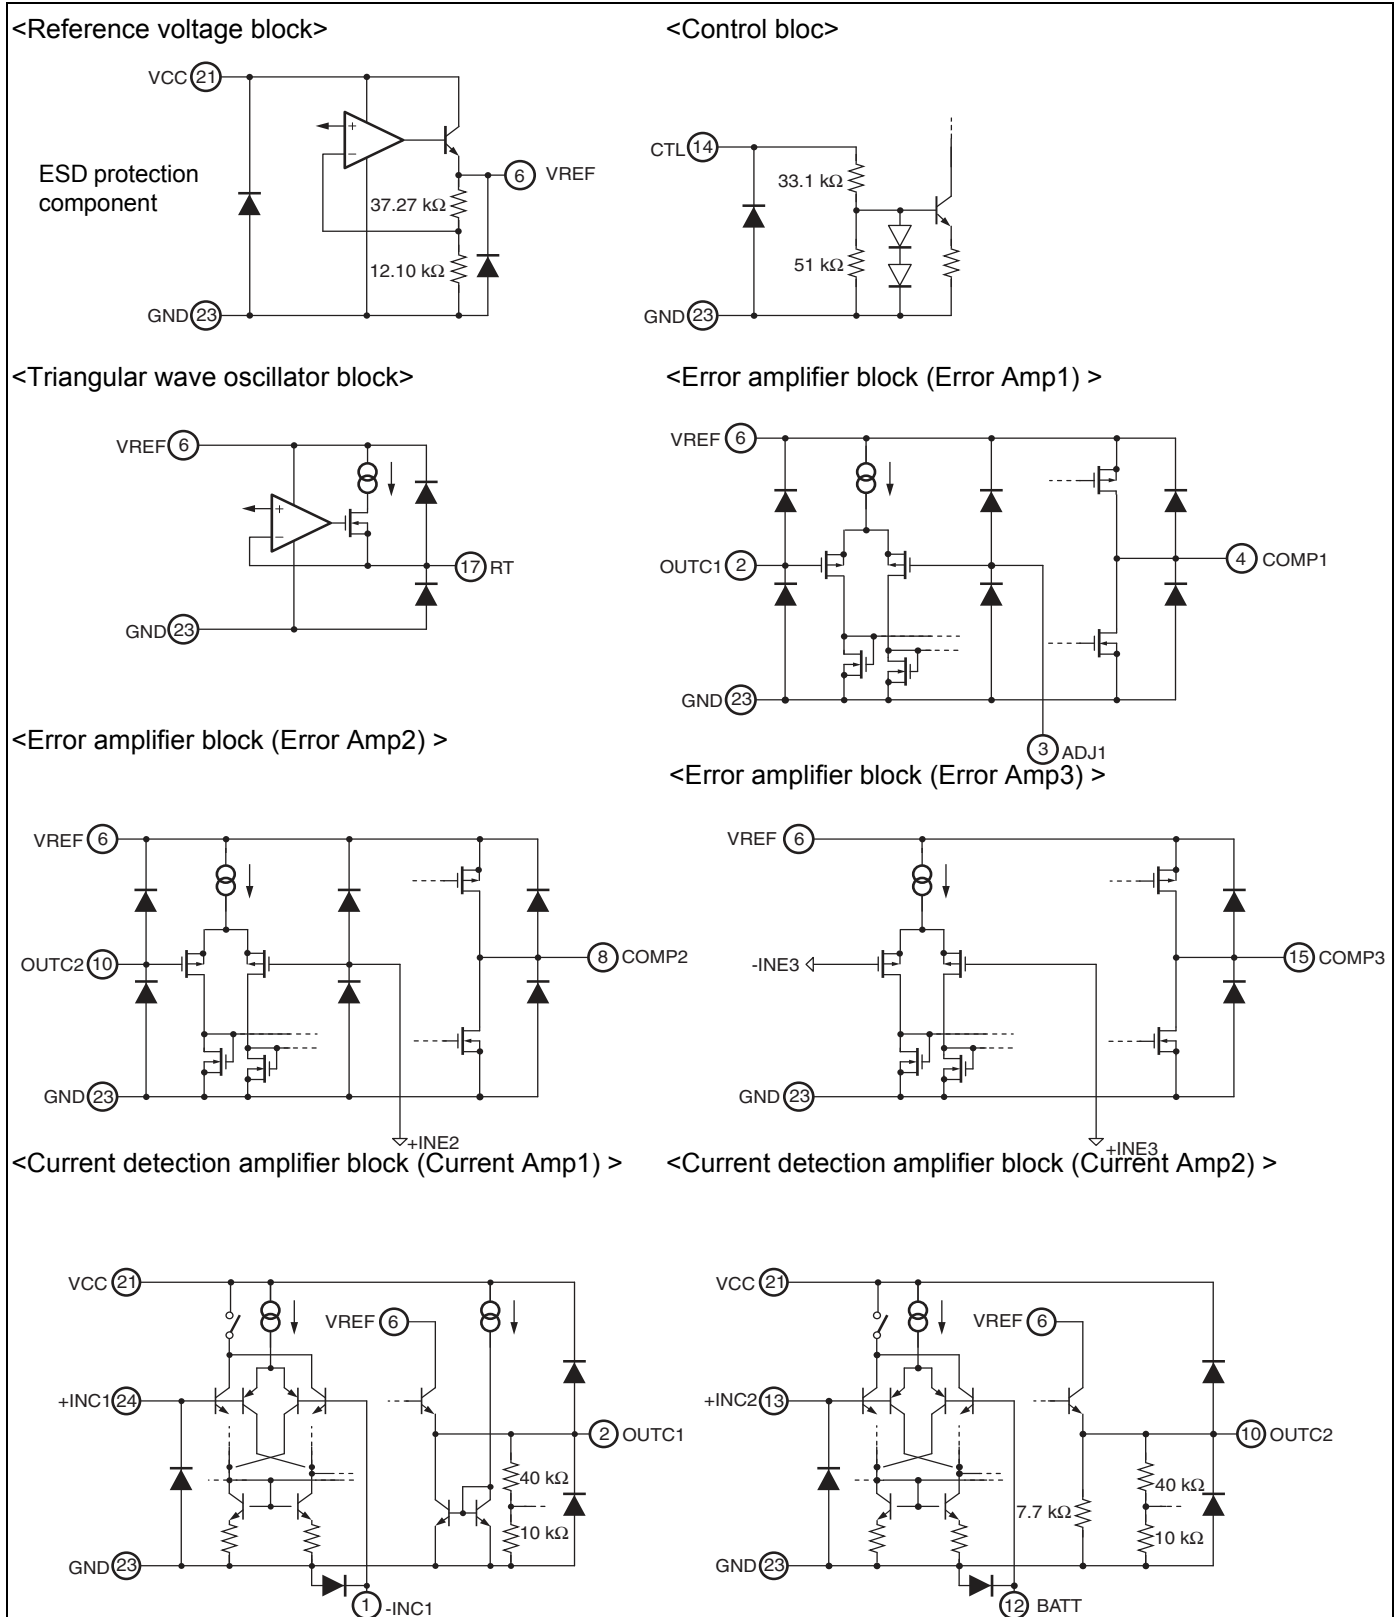 <Reference voltage block>
VCC 21
ESD protection
component
+
−
6 VREF
37.27 kΩ
12.10 kΩ
GND 23
<Control bloc>
CTL 14
33.1 kΩ
51 kΩ
GND 23
<Triangular wave oscillator block>
VREF 6
+
−
17 RT
GND 23
<Error amplifier block (Error Amp1) >
VREF 6
OUTC1 2
4 COMP1
GND 23
3 ADJ1
<Error amplifier block (Error Amp2) >
VREF 6
OUTC2 10
8 COMP2
GND 23
+INE2
<Error amplifier block (Error Amp3) >
VREF 6
-INE3
15 COMP3
GND 23
+INE3
<Current detection amplifier block (Current Amp1) >
VCC 21
VREF 6
+INC1 24
2 OUTC1
40 kΩ
10 kΩ
GND 23
1 -INC1
<Current detection amplifier block (Current Amp2) >
VCC 21
VREF 6
+INC2 13
10 OUTC2
40 kΩ
7.7 kΩ
10 kΩ
GND 23
12 BATT